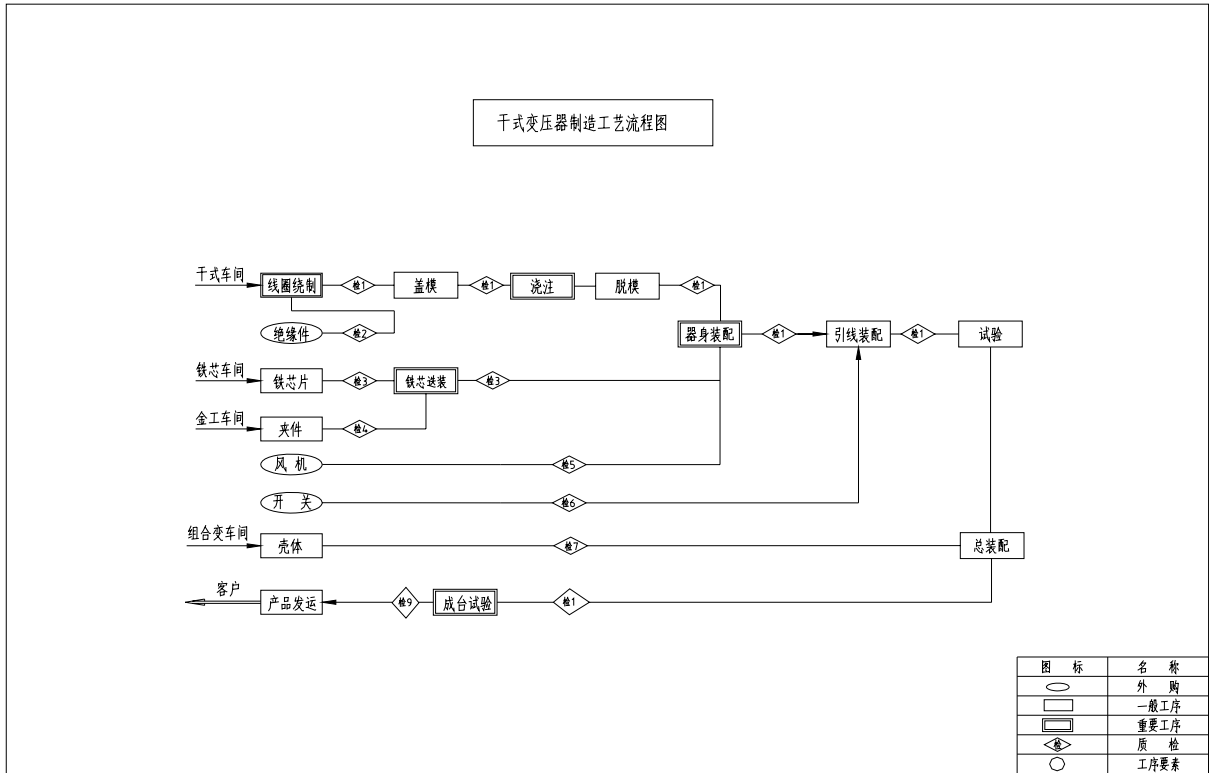 干式变压器制造工艺流程图
干式车间
线圈绕制
检1
盖模
检1
浇注
脱模
检1
绝缘件
检2
器身装配
检1
引线装配
检1
试验
铁芯车间
铁芯片
检3
铁芯送装
检3
金工车间
夹件
检4
风机
检5
开关
检6
组合变车间
壳体
检7
总装配
客户
产品发运
检9
成台试验
检1
图标 名称
外购
一般工序
重要工序
检 质检
工序要素